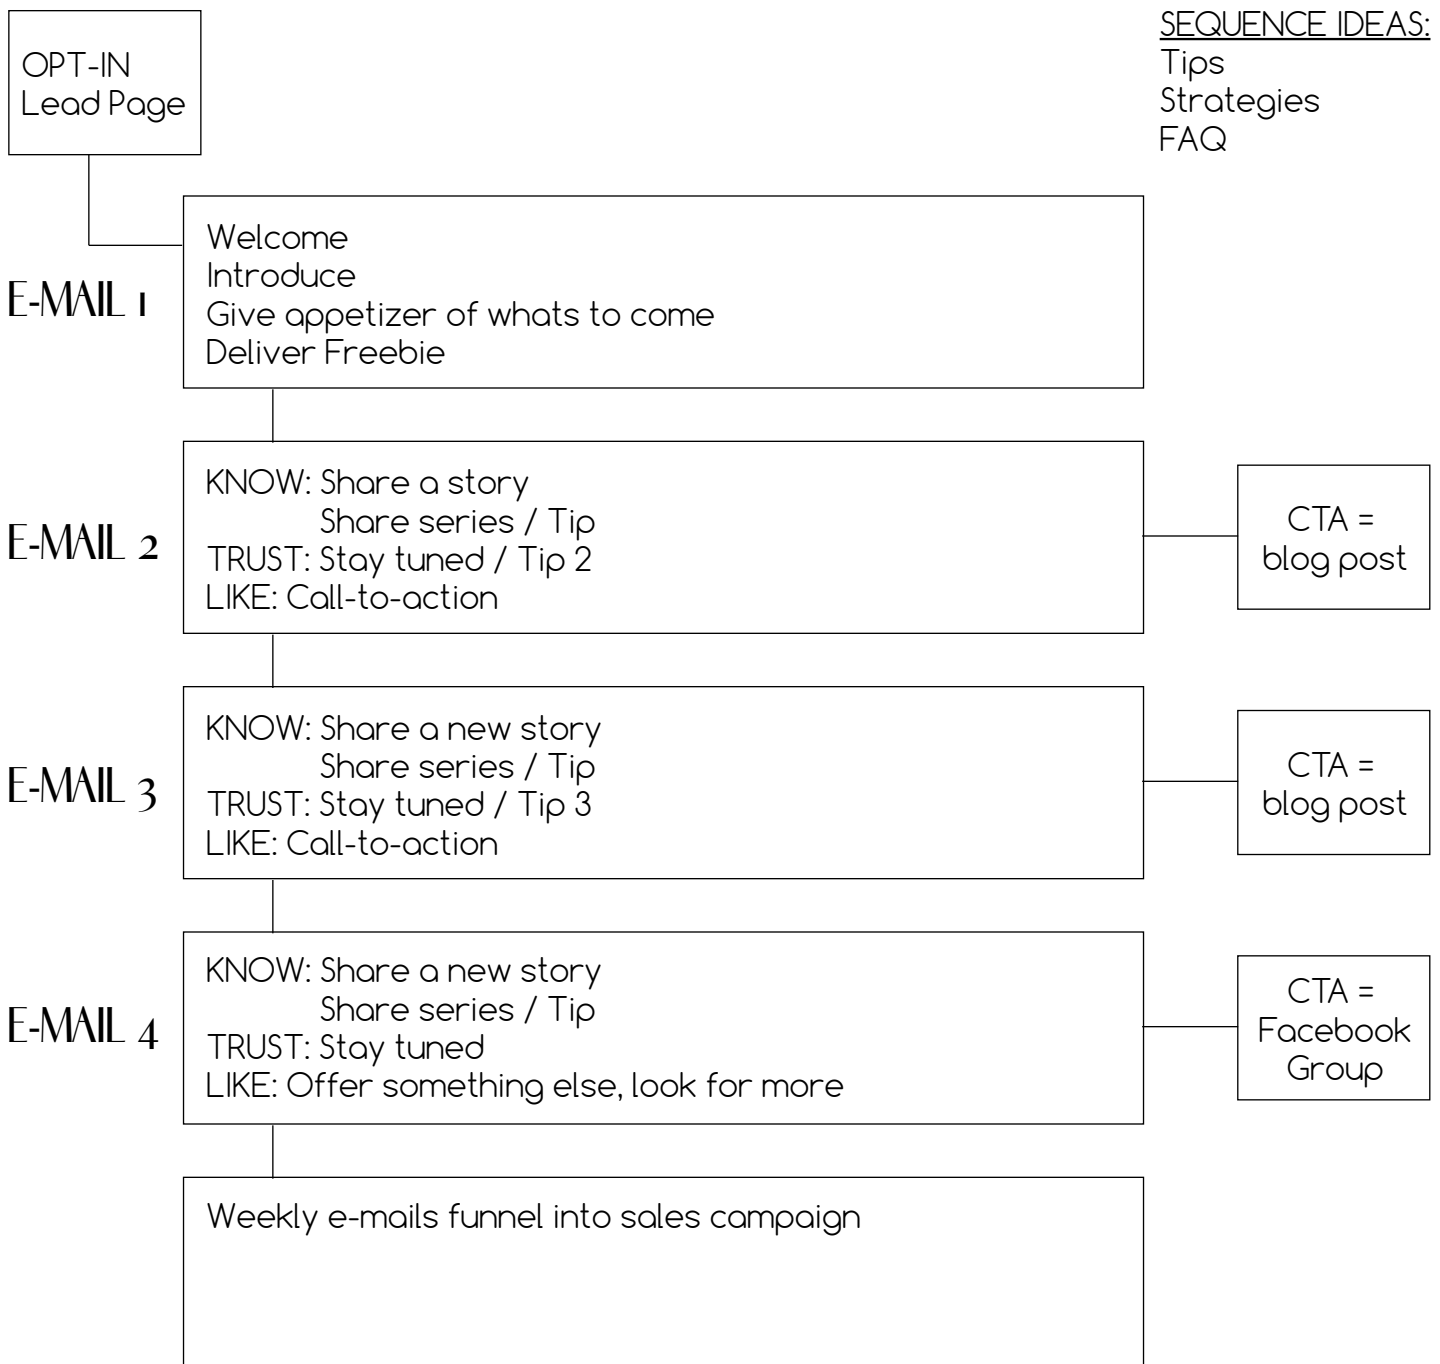 OPT-IN
Lead Page
SEQUENCE IDEAS:
Tips
Strategies
FAQ
E-MAIL 1
Welcome
Introduce
Give appetizer of whats to come
Deliver Freebie
E-MAIL 2
KNOW: Share a story
Share series / Tip
TRUST: Stay tuned / Tip 2
LIKE: Call-to-action
CTA =
blog post
E-MAIL 3
KNOW: Share a new story
Share series / Tip
TRUST: Stay tuned / Tip 3
LIKE: Call-to-action
CTA =
blog post
E-MAIL 4
KNOW: Share a new story
Share series / Tip
TRUST: Stay tuned
LIKE: Offer something else, look for more
CTA =
Facebook
Group
Weekly e-mails funnel into sales campaign